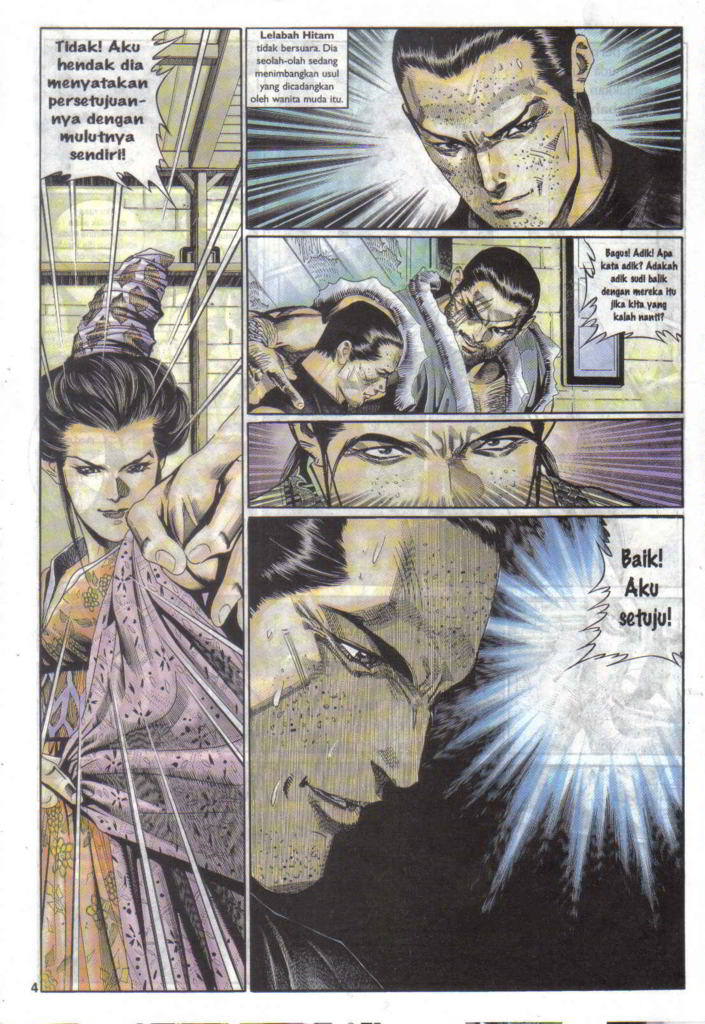 Tidak! Aku
hendak dia
menyatakan
persetujuan-
nya dengan
mulutnya
sendiri!
Lelabah Hitam
tidak bersuara. Dia
seolah-olah sedang
menimbangkan usul
yang dicadangkan
oleh wanita muda itu.
Bagus! Adik! Apa
kata adik? Adakah
adik sudi balik
dengan mereka itu
jika kita yang
kalah nanti?
Baik!
Aku
setuju!
4